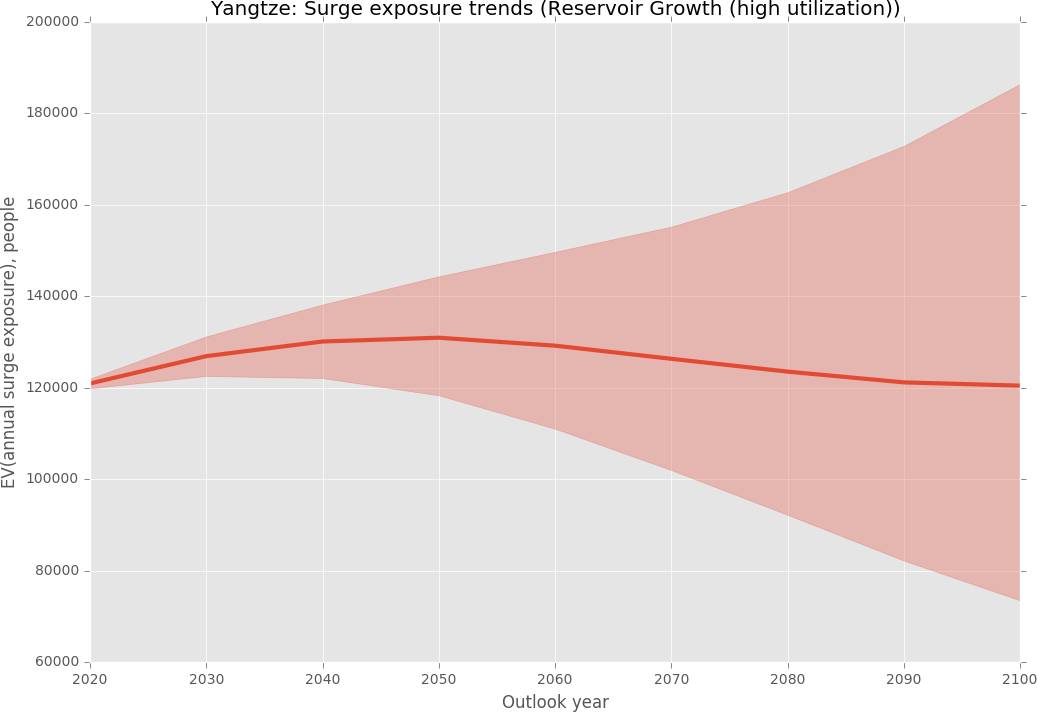 Yangtze: Surge exposure trends (Reservoir Growth (high utilization))
EV(annual surge exposure), people
200000
180000
160000
140000
120000
100000
80000
60000
2020 2030 2040 2050 2060 2070 2080 2090 2100
Outlook year